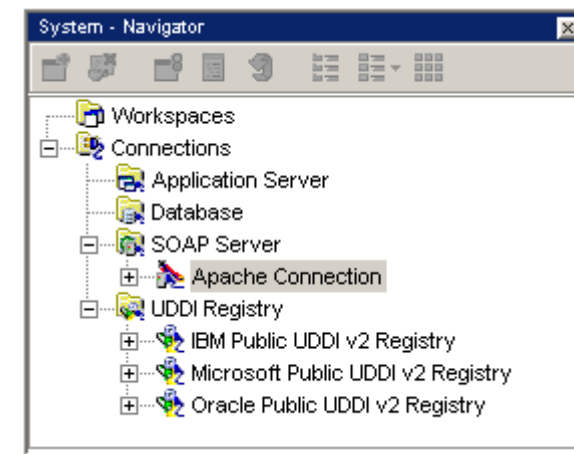 System - Navigator
Workspaces
Connections
Application Server
Database
SOAP Server
Apache Connection
UDDI Registry
IBM Public UDDI v2 Registry
Microsoft Public UDDI v2 Registry
Oracle Public UDDI v2 Registry